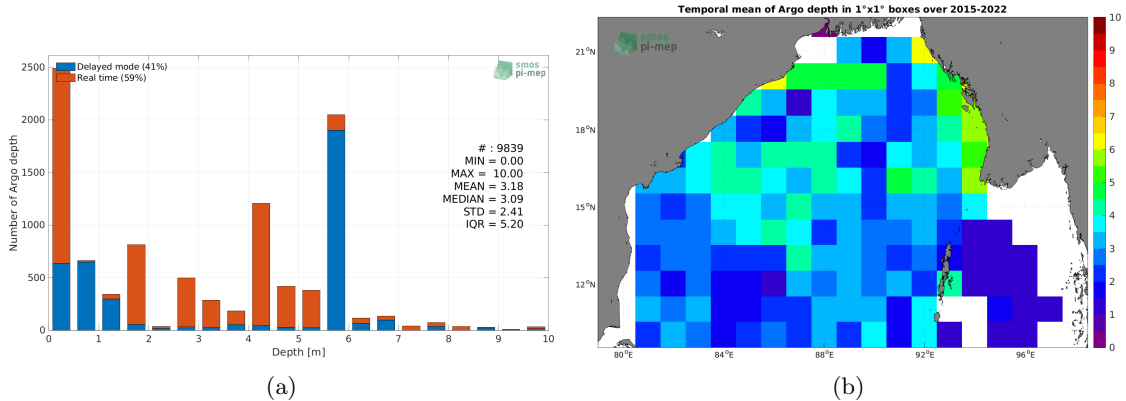 Delayed mode (41%)
Real time (59%)
smos
pi-mep
# : 9839
MIN = 0.00
MAX = 10.00
MEAN = 3.18
MEDIAN = 3.09
STD = 2.41
IQR = 5.20
Number of Argo depth
2500
2000
1500
1000
500
0
0 1 2 3 4 5 6 7 8 9 10
Depth [m]
(a)
Temporal mean of Argo depth in 1°x1° boxes over 2015-2022
smos
pi-mep
21°N
18°N
15°N
12°N
80°E 84°E 88°E 92°E 96°E
10
9
8
7
6
5
4
3
2
1
0
(b)